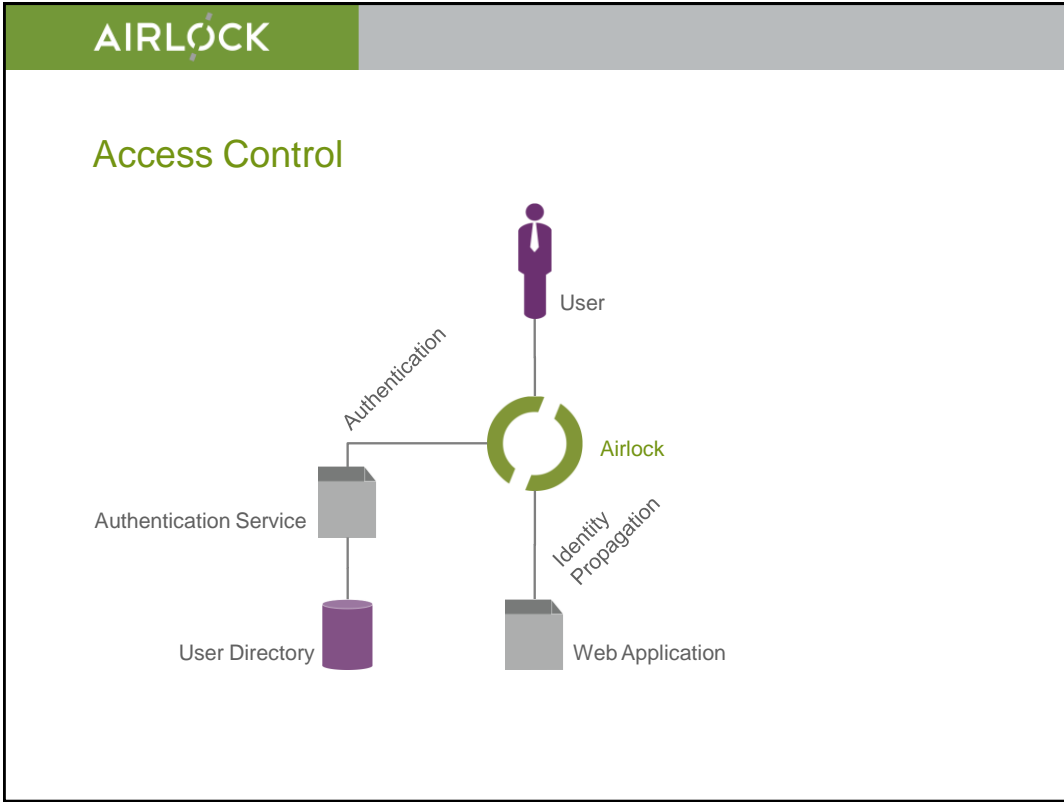 AIRLOCK
Access Control
User
Authentication
Airlock
Authentication Service
Identity
Propagation
User Directory
Web Application